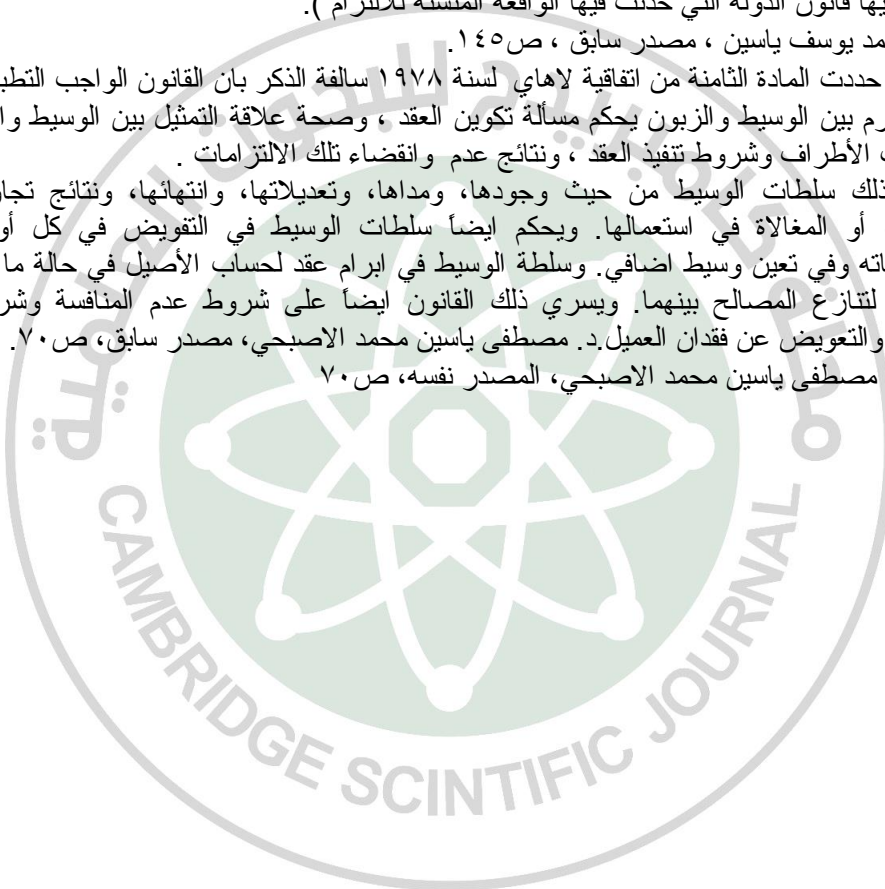 يها قانون الدولة التي حدثت فيها الواقعة المنشئة للالتزام ).
مد يوسف ياسين ، مصدر سابق ، ص١٤٥.
حددت المادة الثامنة من اتفاقية لاهاي لسنة ١٩٧٨ سالفة الذكر بان القانون الواجب التطب
رم بين الوسيط والزبون يحكم مسألة تكوين العقد ، وصحة علاقة التمثيل بين الوسيط وا
ت الأطراف وشروط تنفيذ العقد ، ونتائج عدم وانقضاء تلك الالتزامات .
ذلك سلطات الوسيط من حيث وجودها، ومداها، وتعديلاتها، وانتهائها، ونتائج تجار
أو المغالاة في استعمالها. ويحكم ايضاً سلطات الوسيط في التفويض في كل أو
اته وفي تعين وسيط اضافي. وسلطة الوسيط في ابرام عقد لحساب الأصيل في حالة ما
لتنازع المصالح بينهما. ويسري ذلك القانون ايضاً على شروط عدم المنافسة وشر
والتعويض عن فقدان العميل.د. مصطفى ياسين محمد الاصبحي، مصدر سابق، ص٧٠.
مصطفى ياسين محمد الاصبحي، المصدر نفسه، ص٧٠
CAMBRIDGE SCINTIFIC JOURNAL